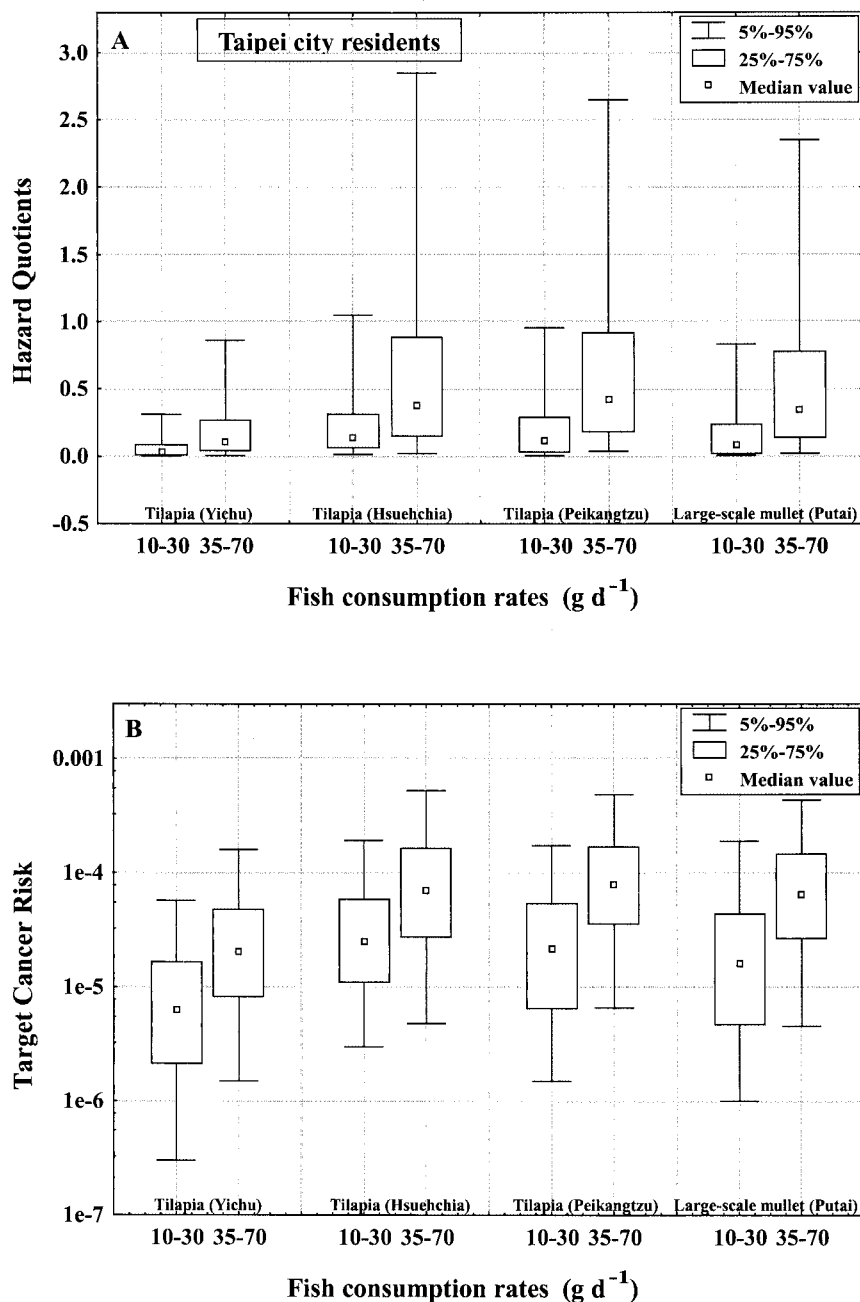 A
Taipei city residents
5%-95%
25%-75%
Median value
3.0
2.5
2.0
1.5
1.0
0.5
0.0
-0.5
Hazard Quotients
Tilapia (Yichu) Tilapia (Hsuehchia) Tilapia (Peikangtzu) Large-scale mullet (Putai)
10-30 35-70 10-30 35-70 10-30 35-70 10-30 35-70
Fish consumption rates (g d⁻¹)
B
5%-95%
25%-75%
Median value
0.001
1e-4
1e-5
1e-6
1e-7
Target Cancer Risk
Tilapia (Yichu) Tilapia (Hsuehchia) Tilapia (Peikangtzu) Large-scale mullet (Putai)
10-30 35-70 10-30 35-70 10-30 35-70 10-30 35-70
Fish consumption rates (g d⁻¹)